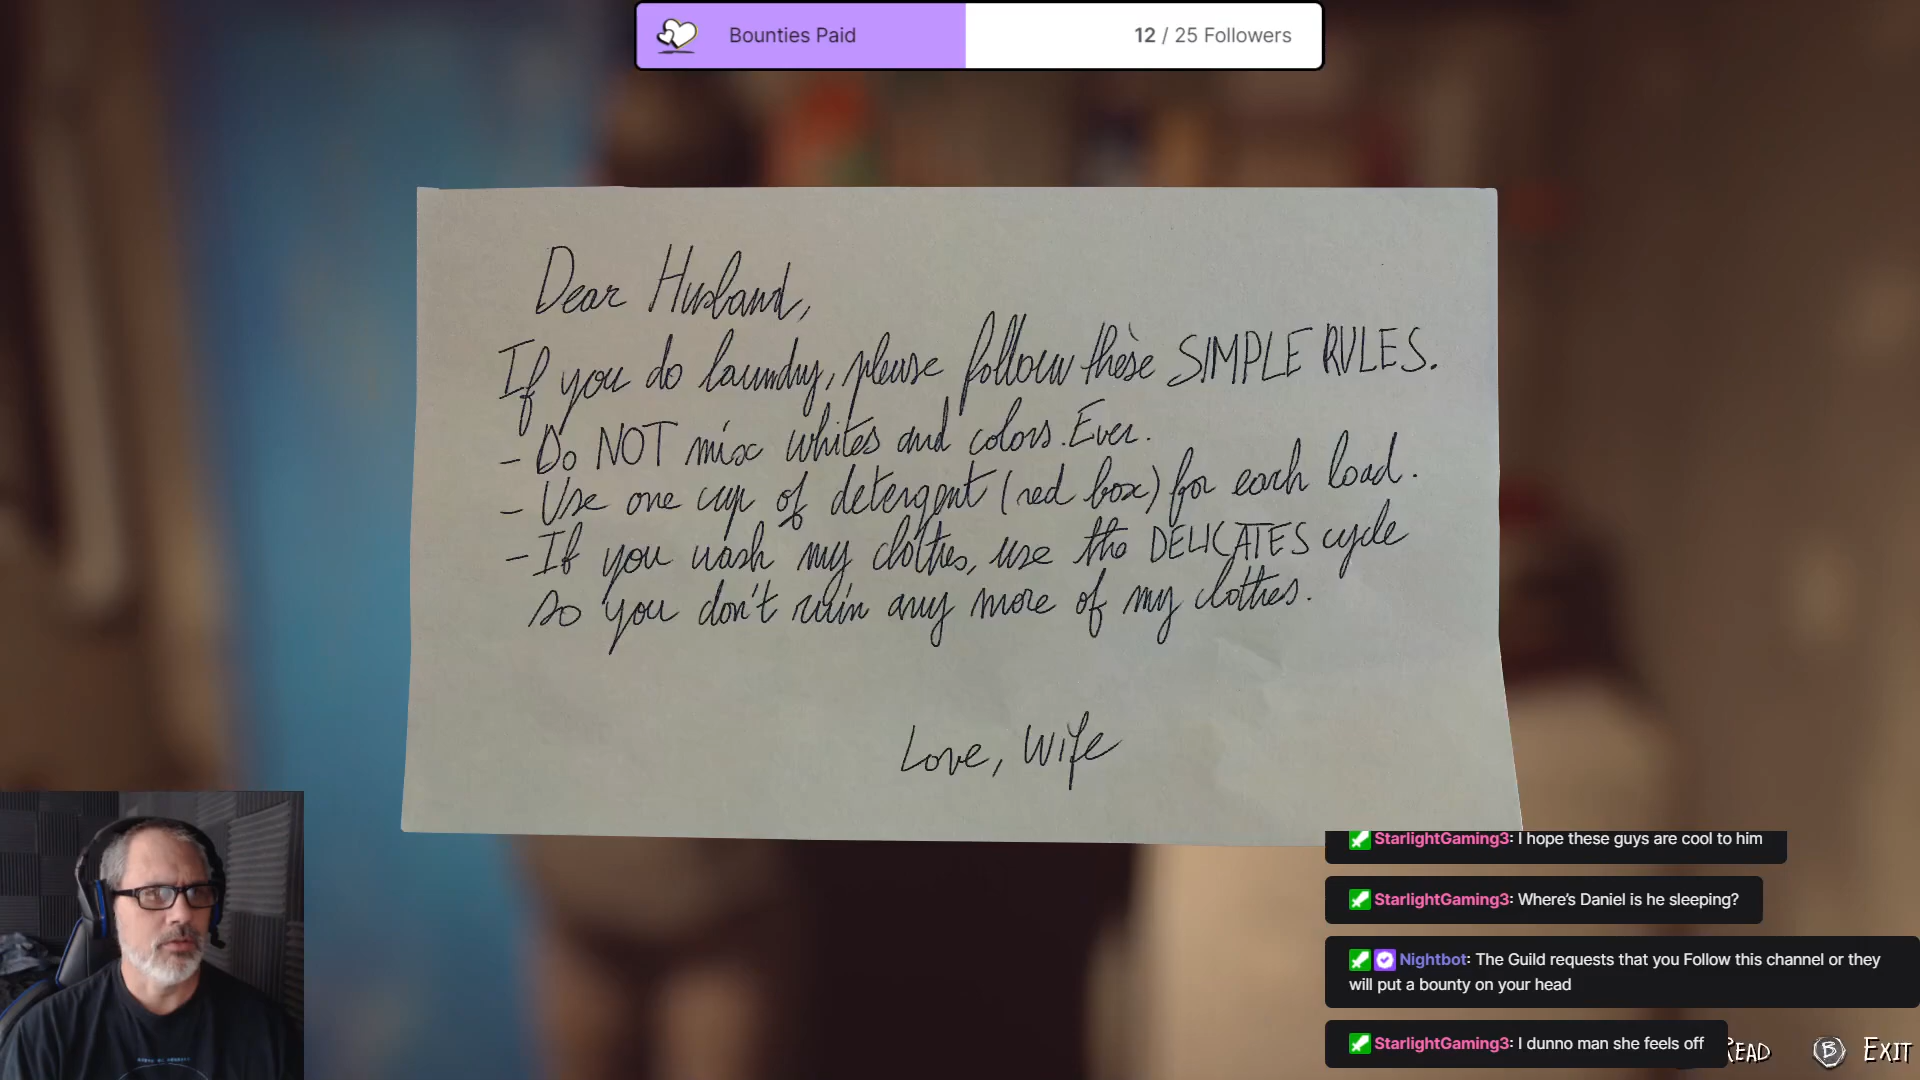 Bounties Paid
12 / 25 Followers
Dear Husband,
If you do laundry, please follow these SIMPLE RULES.
- Do NOT mix whites and colors. Ever.
- Use one cup of detergent (red box) for each load.
- If you wash my clothes, use the DELICATES cycle
so you don't ruin any more of my clothes.
Love, Wife
StarlightGaming3: I hope these guys are cool to him
StarlightGaming3: Where's Daniel is he sleeping?
Nightbot: The Guild requests that you Follow this channel or they
will put a bounty on your head
StarlightGaming3: I dunno man she feels off
B EXIT